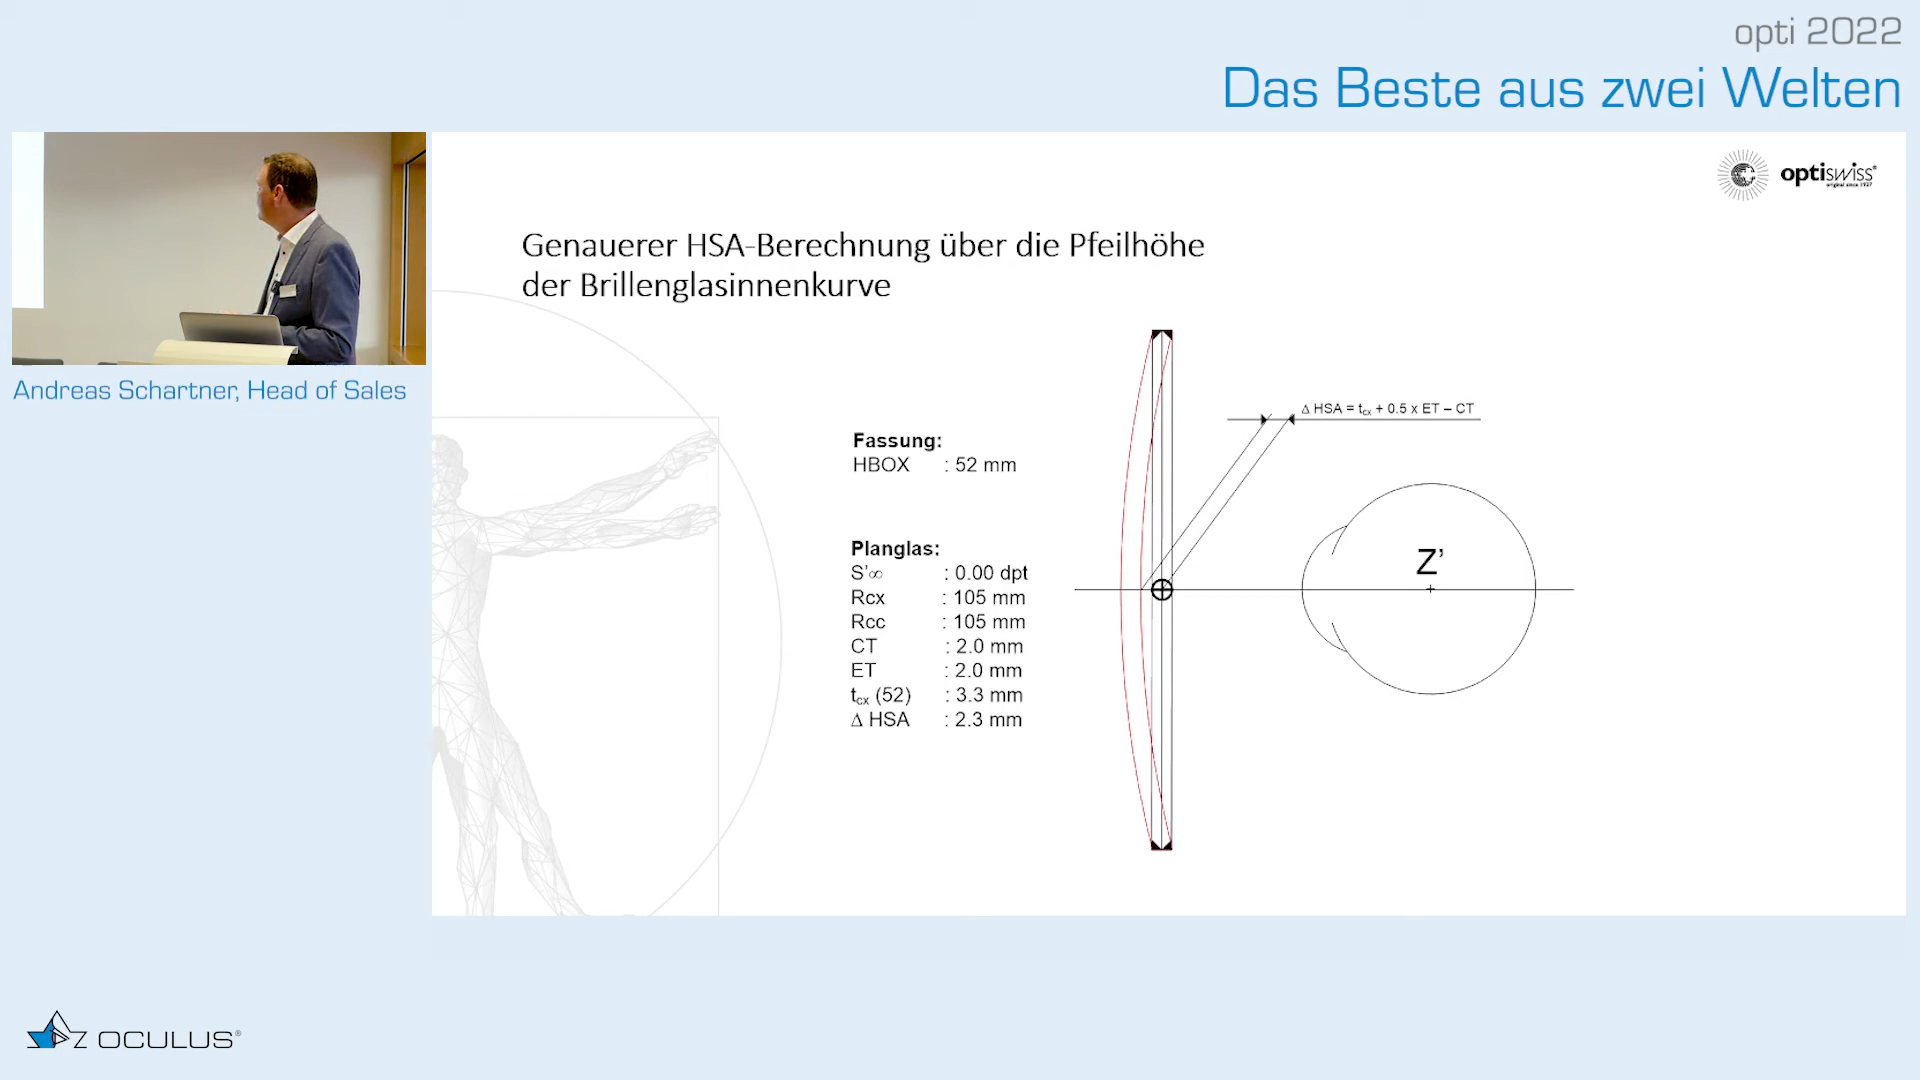 opti 2022
Das Beste aus zwei Welten
optiswiss®
original since 1937
Genauerer HSA-Berechnung über die Pfeilhöhe
der Brillenglasinnenkurve
Andreas Schartner, Head of Sales
Δ HSA = tcx + 0.5 x ET – CT
Fassung:
HBOX : 52 mm
Planglas:
S'∞ : 0.00 dpt
Rcx : 105 mm
Rcc : 105 mm
CT : 2.0 mm
ET : 2.0 mm
tcx (52) : 3.3 mm
Δ HSA : 2.3 mm
Z'
OCULUS®